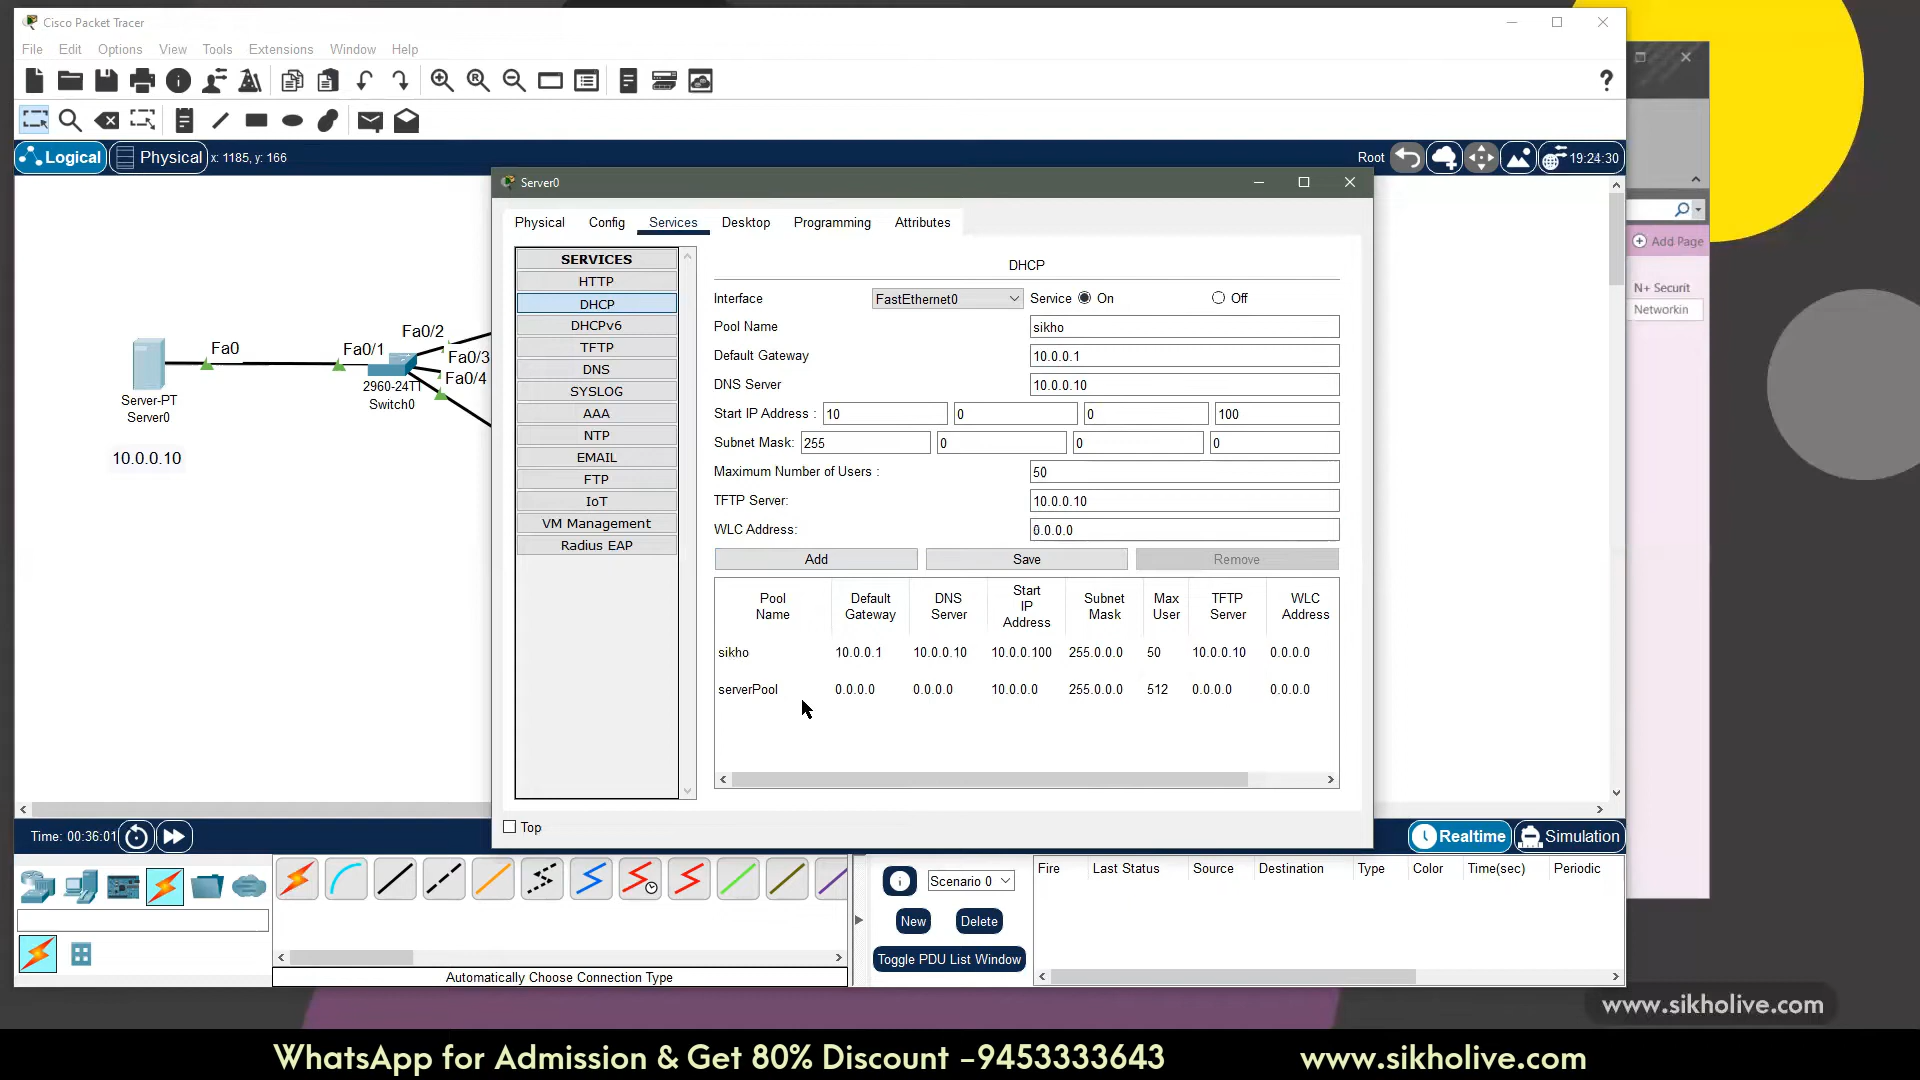 Cisco Packet Tracer
File Edit Options View Tools Extensions Window Help
Logical Physical x: 1185, y: 166 Root 19:24:30
Server0
Physical Config Services Desktop Programming Attributes
SERVICES
HTTP
DHCP
DHCPv6
TFTP
DNS
SYSLOG
AAA
NTP
EMAIL
FTP
IoT
VM Management
Radius EAP
DHCP
Interface FastEthernet0 Service On Off
Pool Name sikho
Default Gateway 10.0.0.1
DNS Server 10.0.0.10
Start IP Address : 10 0 0 100
Subnet Mask: 255 0 0 0
Maximum Number of Users : 50
TFTP Server: 10.0.0.10
WLC Address: 0.0.0.0
Add Save Remove
Pool Name Default Gateway DNS Server Start IP Address Subnet Mask Max User TFTP Server WLC Address
sikho 10.0.0.1 10.0.0.10 10.0.0.100 255.0.0.0 50 10.0.0.10 0.0.0.0
serverPool 0.0.0.0 0.0.0.0 10.0.0.0 255.0.0.0 512 0.0.0.0 0.0.0.0
Top
Fa0
Fa0/1
Fa0/2
Fa0/3
Fa0/4
Server-PT
Server0
2960-24TT
Switch0
10.0.0.10
Add Page
N+ Securit
Networkin
Time: 00:36:01
Realtime Simulation
Scenario 0
New Delete
Toggle PDU List Window
Fire Last Status Source Destination Type Color Time(sec) Periodic
Automatically Choose Connection Type
www.sikholive.com
WhatsApp for Admission & Get 80% Discount –9453333643 www.sikholive.com